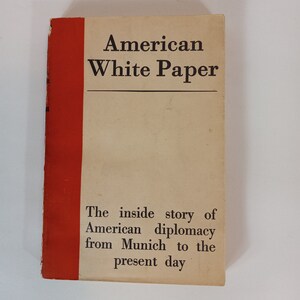 American
White Paper
The inside story of
American diplomacy
from Munich to the
present day